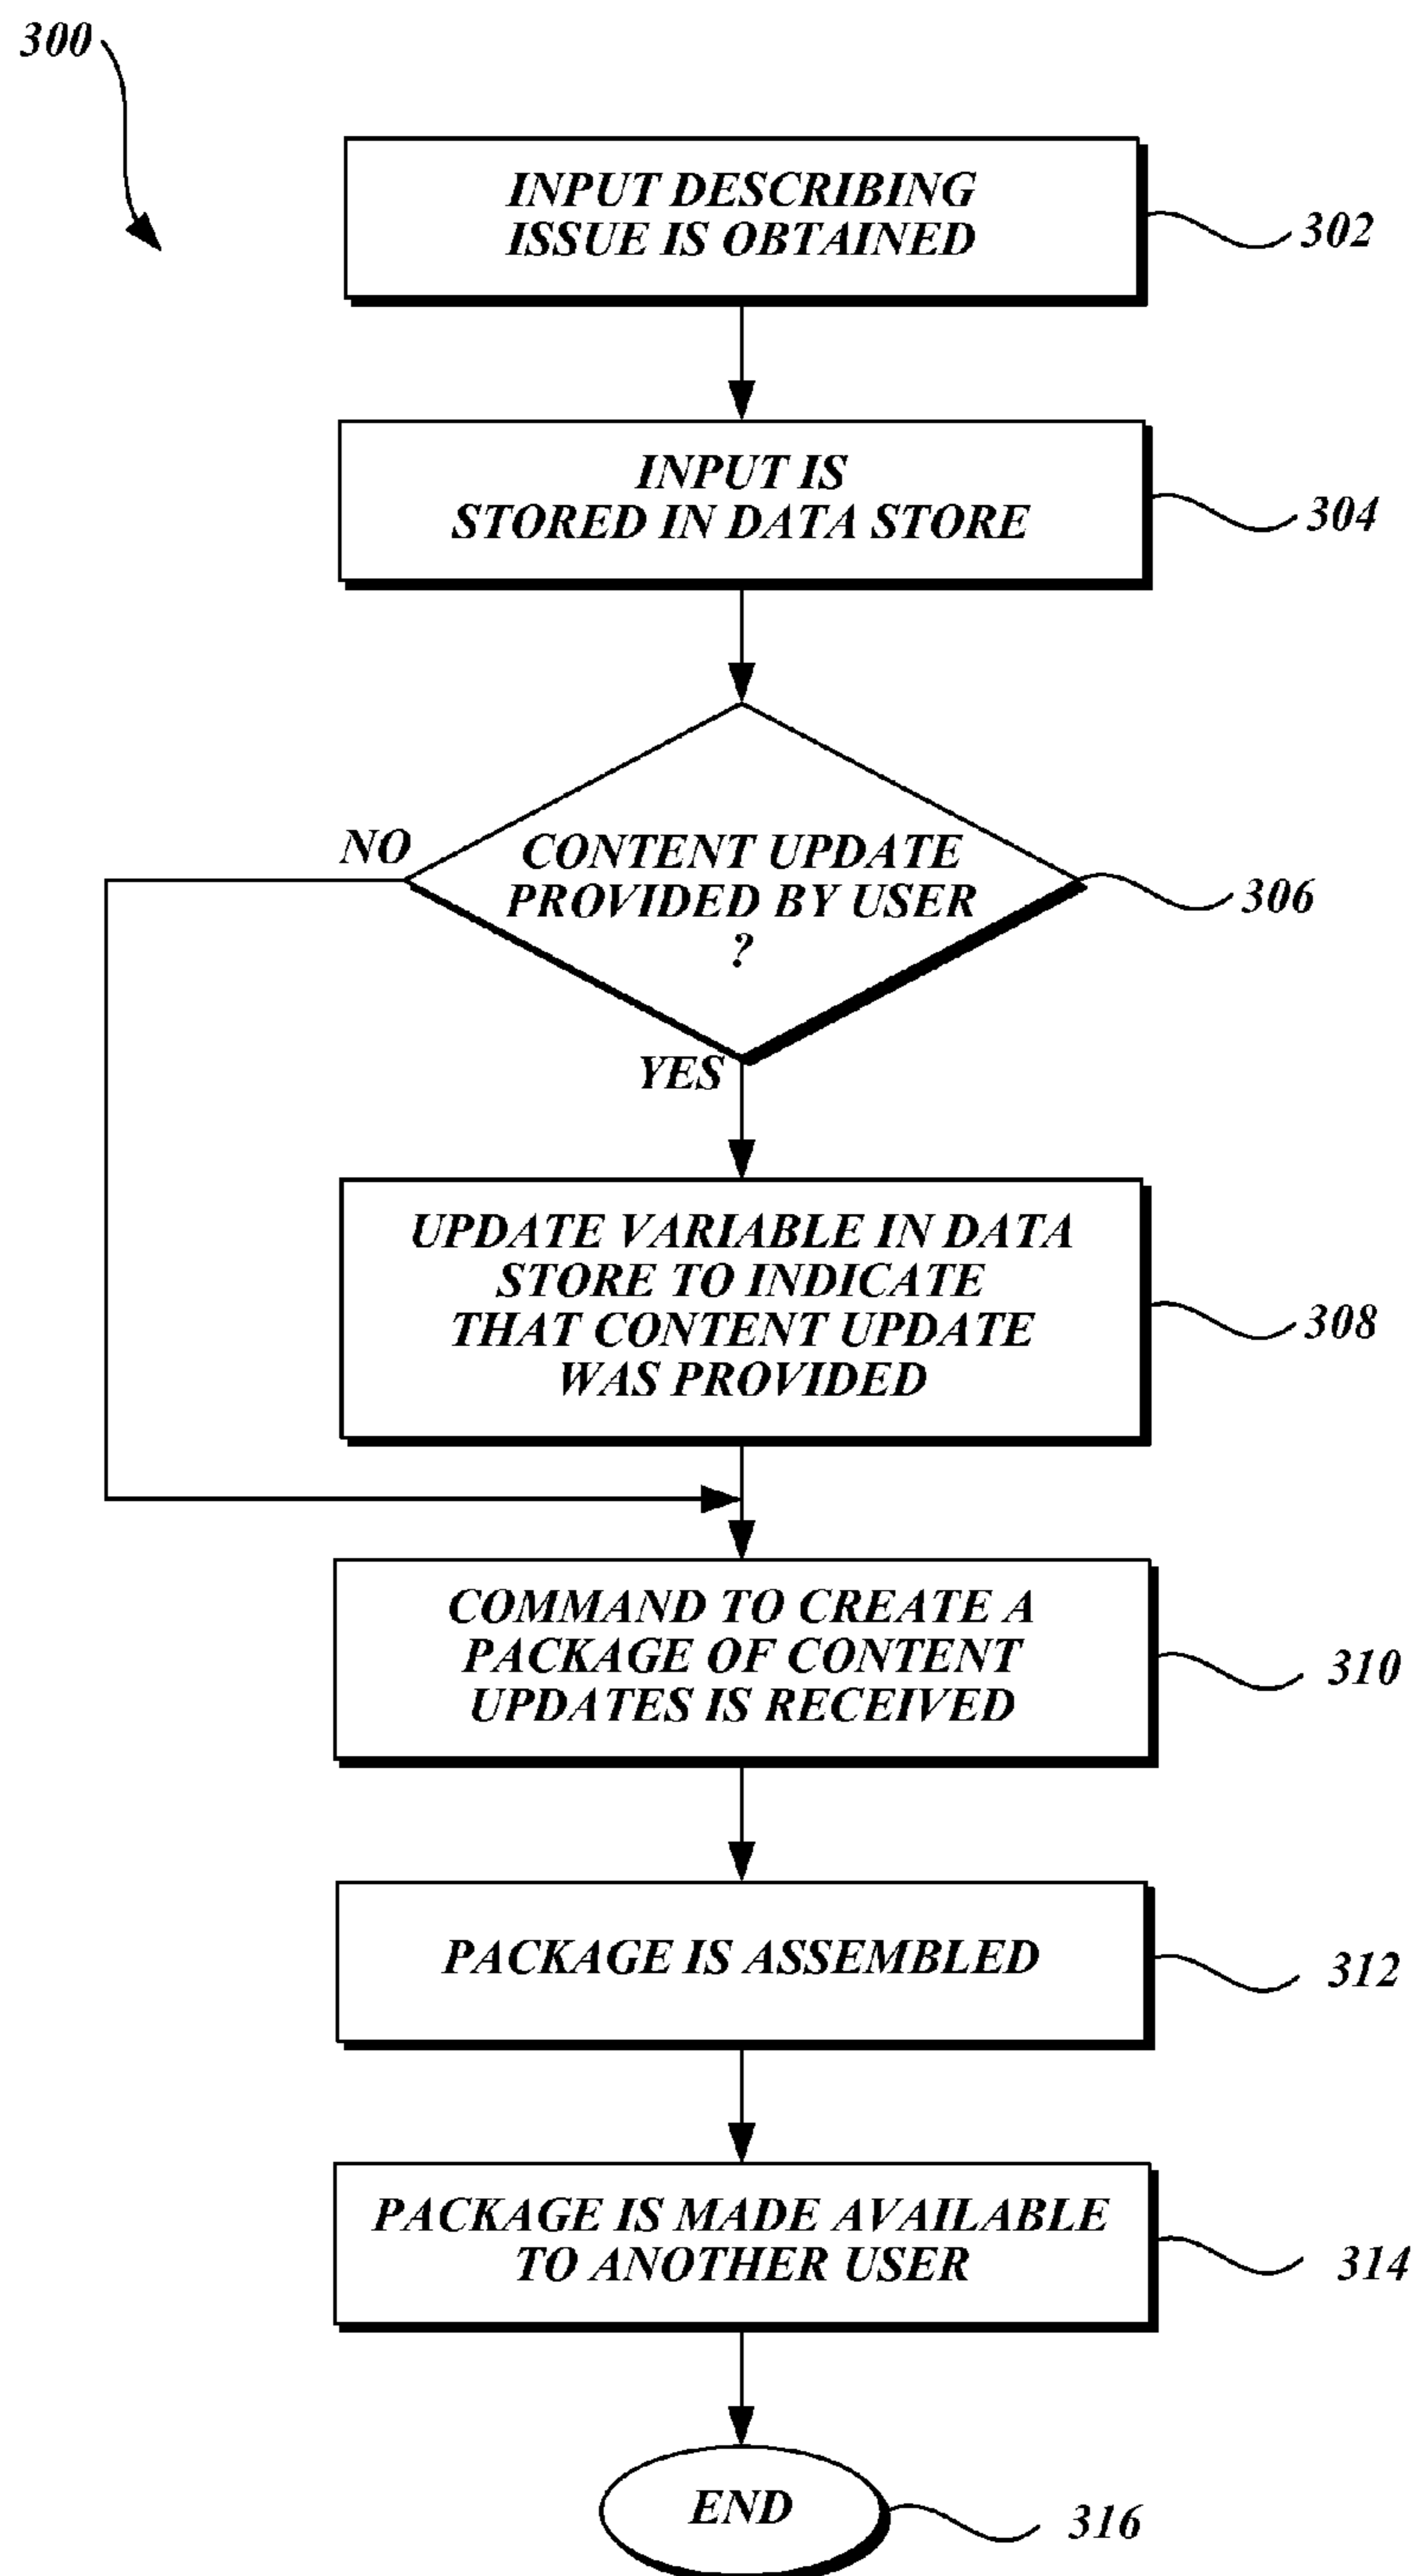 300
INPUT DESCRIBING
ISSUE IS OBTAINED
302
INPUT IS
STORED IN DATA STORE
304
NO
CONTENT UPDATE
PROVIDED BY USER
?
306
YES
UPDATE VARIABLE IN DATA
STORE TO INDICATE
THAT CONTENT UPDATE
WAS PROVIDED
308
COMMAND TO CREATE A
PACKAGE OF CONTENT
UPDATES IS RECEIVED
310
PACKAGE IS ASSEMBLED
312
PACKAGE IS MADE AVAILABLE
TO ANOTHER USER
314
END
316